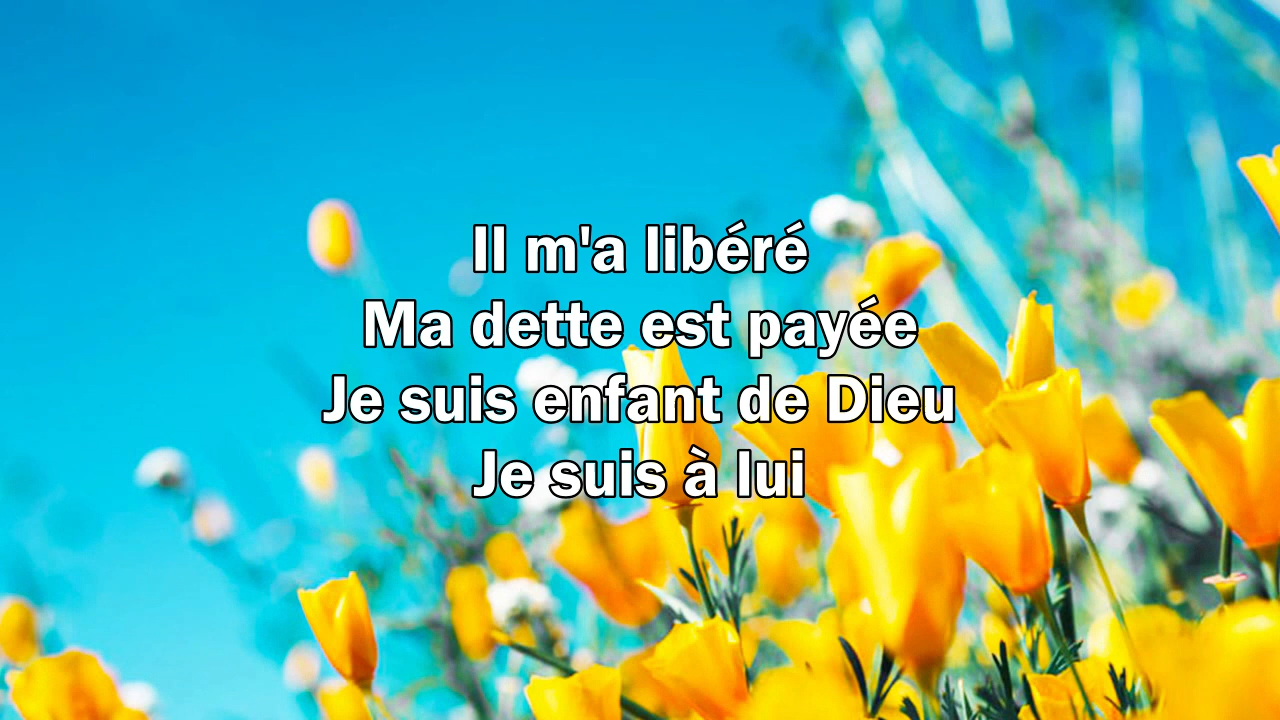 Il m'a libéré
Ma dette est payée
Je suis enfant de Dieu
Je suis à lui